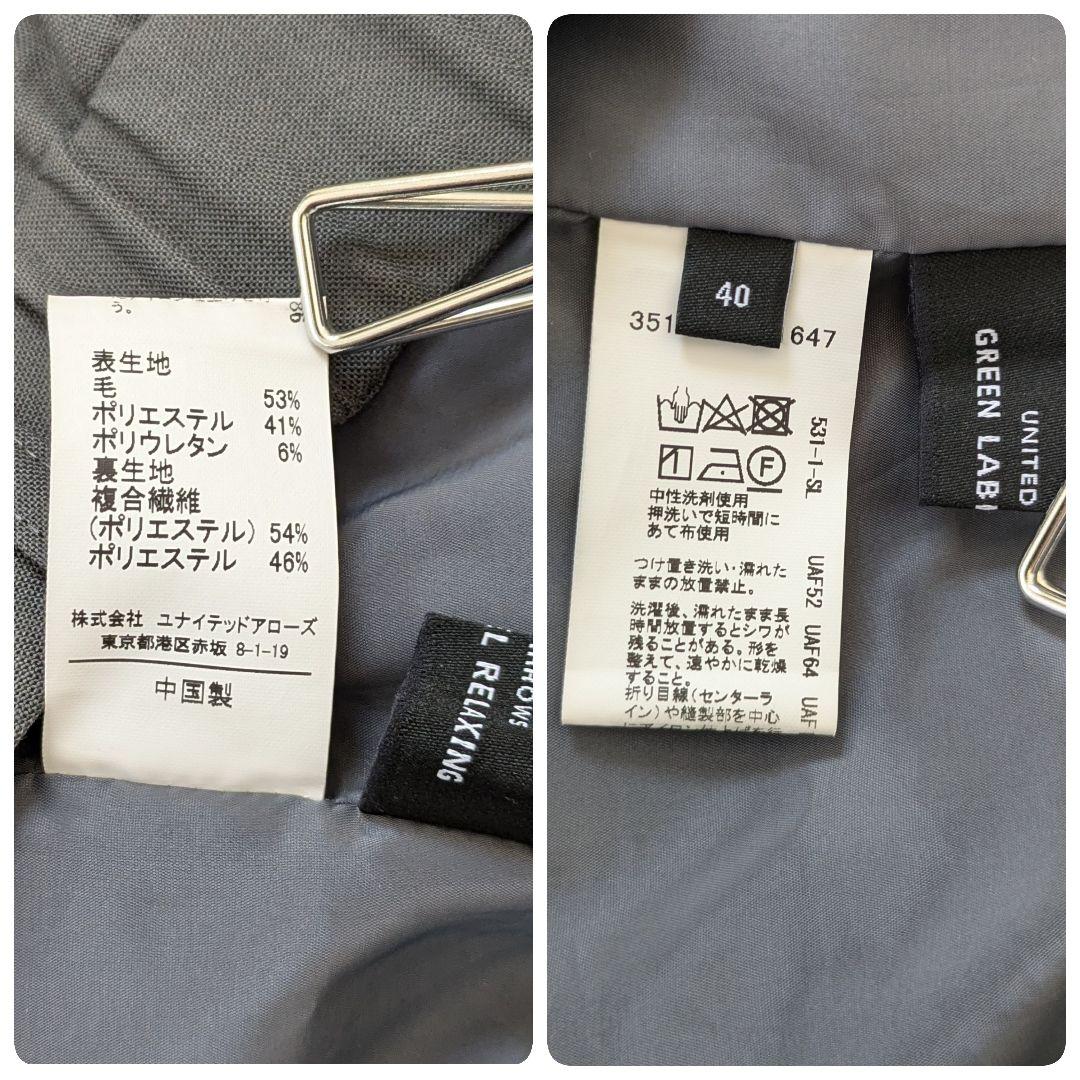 う。
86
表生地
毛 53%
ポリエステル 41%
ポリウレタン 6%
裏生地
複合繊維
(ポリエステル) 54%
ポリエステル 46%
株式会社 ユナイテッドアローズ
東京都港区赤坂 8-1-19
中国製
L RELAXING
40
351
647
F
531-1-SL UAF52 UAF64 UAF
中性洗剤使用
押洗いで短時間に
あて布使用
つけ置き洗い・濡れた
ままの放置禁止。
洗濯後、濡れたまま長
時間放置するとシワが
残ることがある。形を
整えて、速やかに乾燥
すること。
折り目線(センターラ
イン)や縫製部を中心
UNITED
GREEN LAB